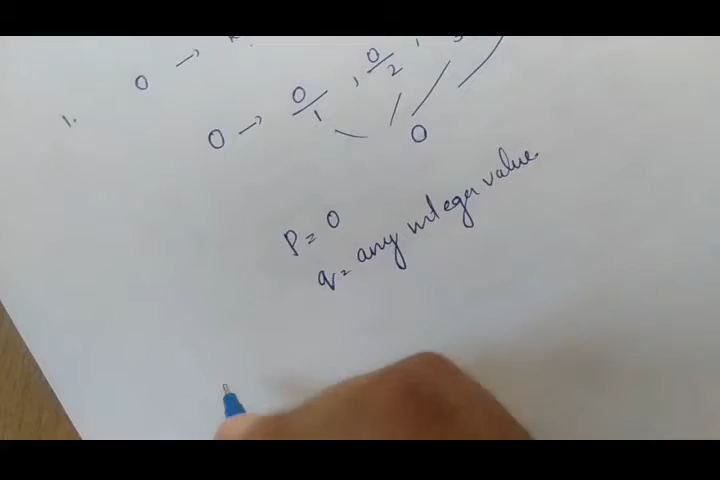 1. 0 →
0 → 0/1 , 0/2 ,
0
P = 0
q = any integer value